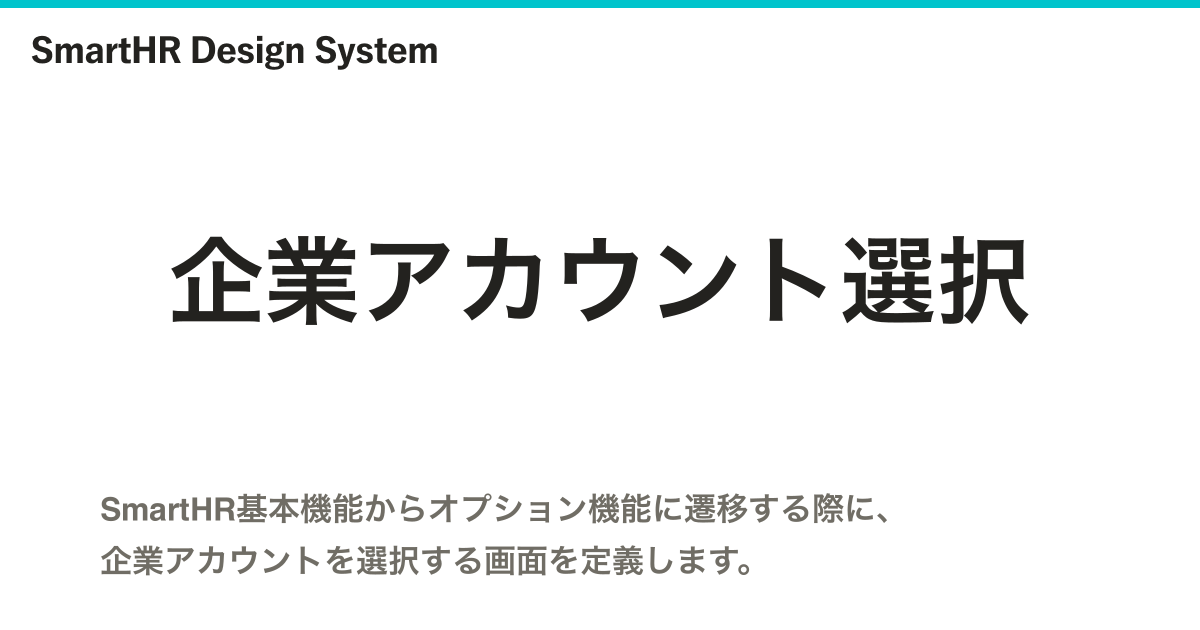 SmartHR Design System
企業アカウント選択
SmartHR基本機能からオプション機能に遷移する際に、
企業アカウントを選択する画面を定義します。